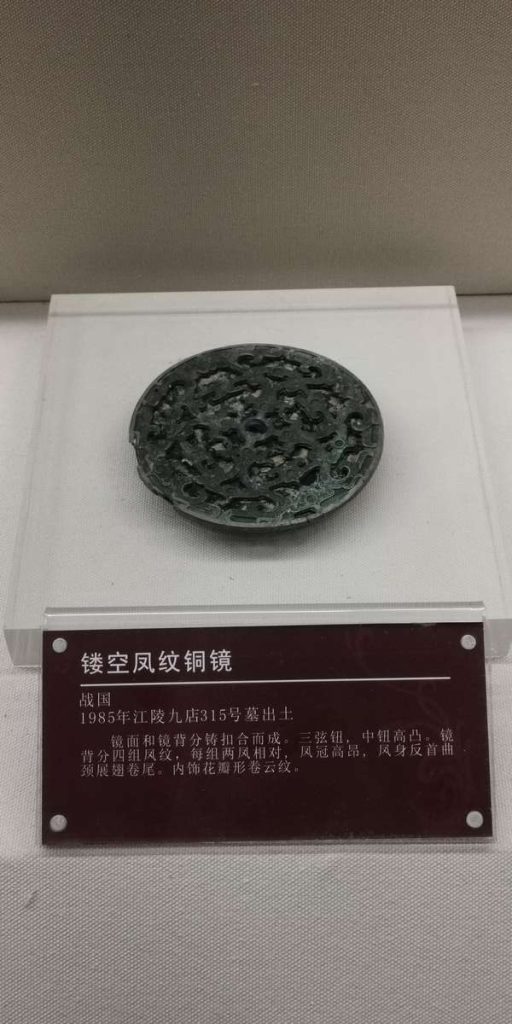 镂空凤纹铜镜
战国
1985年江陵九店315号墓出土
镜面和镜背分铸扣合而成。三弦钮，中钮高凸。镜
背分四组凤纹，每组两凤相对，凤冠高昂，凤身反首曲
颈展翅卷尾。内饰花瓣形卷云纹。